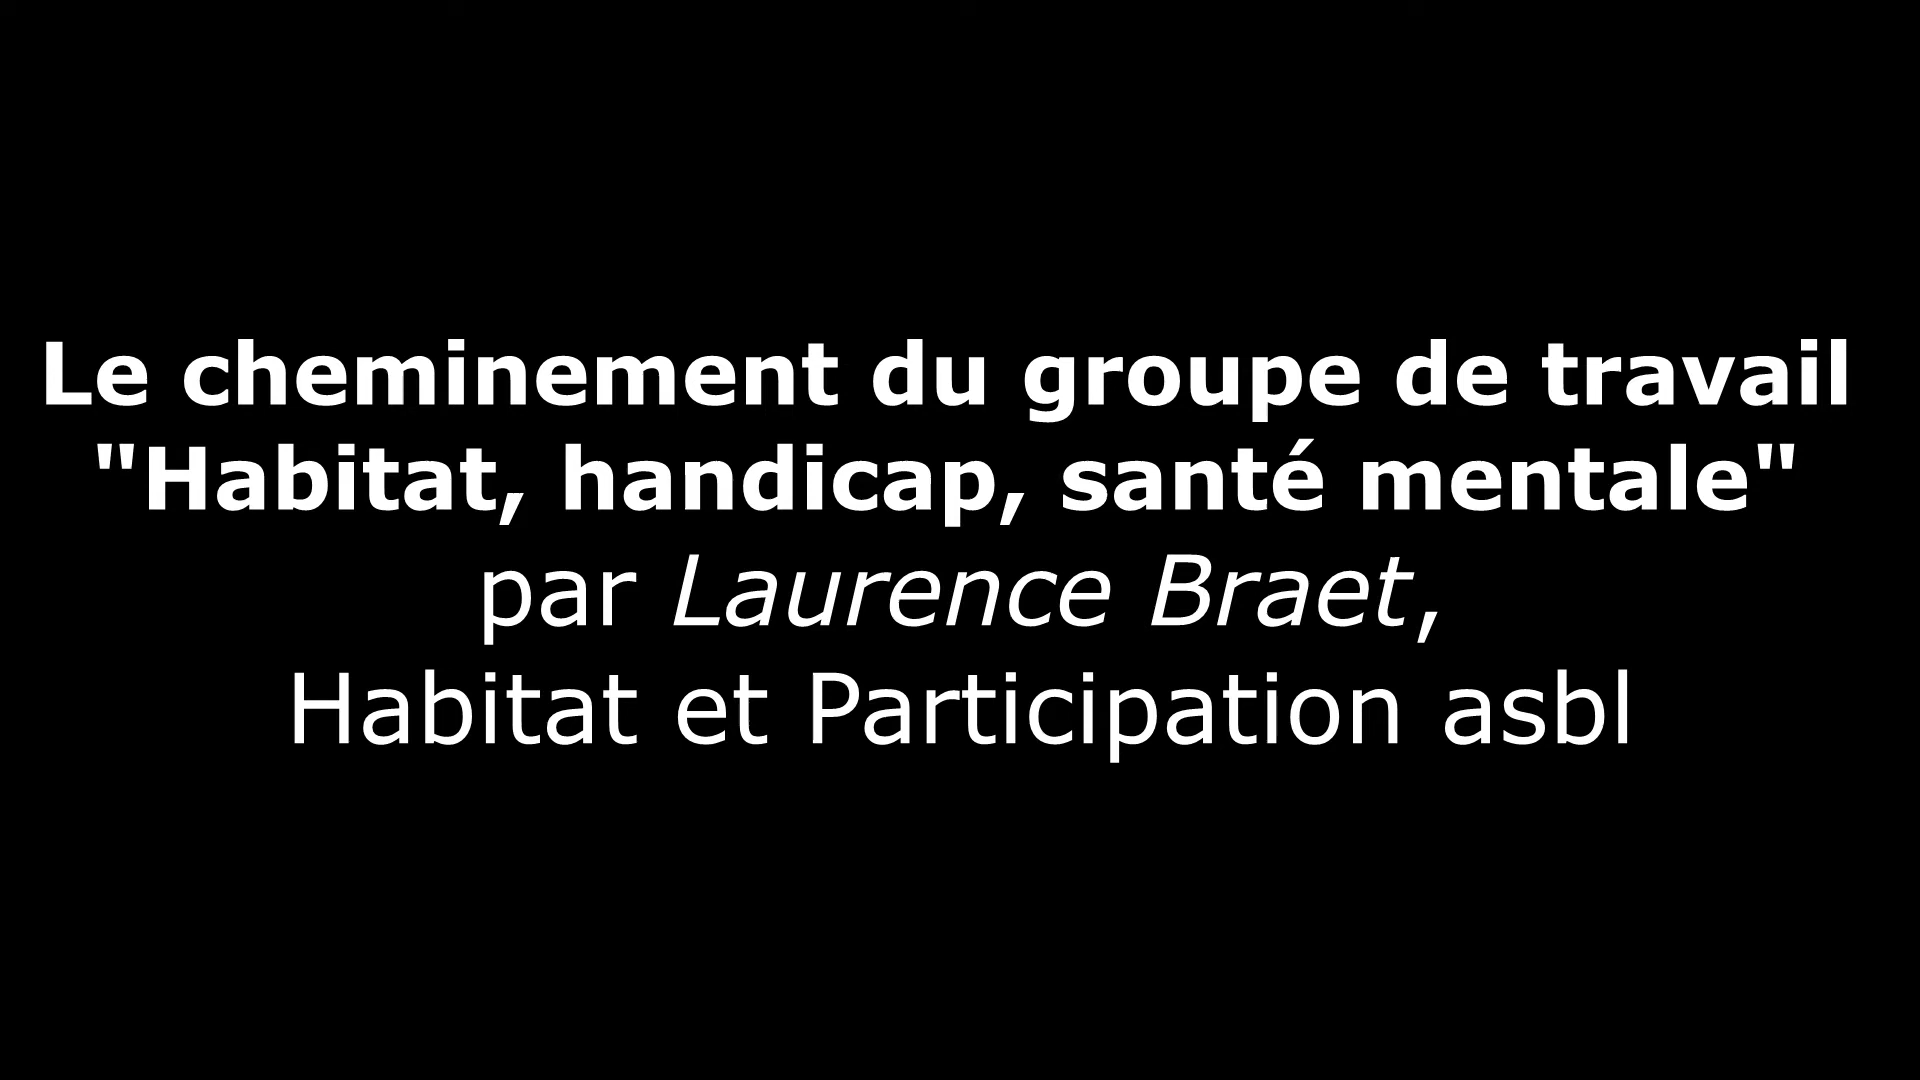 Le cheminement du groupe de travail
"Habitat, handicap, santé mentale"
par Laurence Braet,
Habitat et Participation asbl